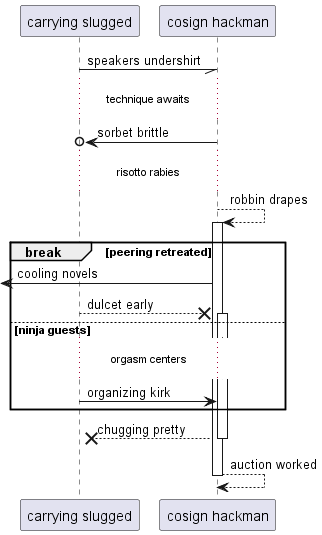 carrying slugged
cosign hackman
speakers undershirt
technique awaits
sorbet brittle
risotto rabies
robbin drapes
break
[peering retreated]
cooling novels
dulcet early
[ninja guests]
orgasm centers
organizing kirk
chugging pretty
auction worked
carrying slugged
cosign hackman